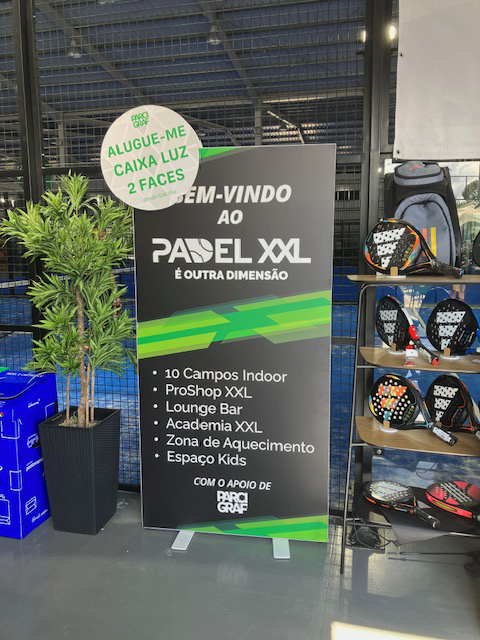 PARCI
GRAF
ALUGUE-ME
CAIXA LUZ
2 FACES
EM-VINDO
AO
PADEL XXL
É OUTRA DIMENSÃO
• 10 Campos Indoor
• ProShop XXL
• Lounge Bar
• Academia XXL
• Zona de Aquecimento
• Espaço Kids
COM O APOIO DE
PARCI
GRAF